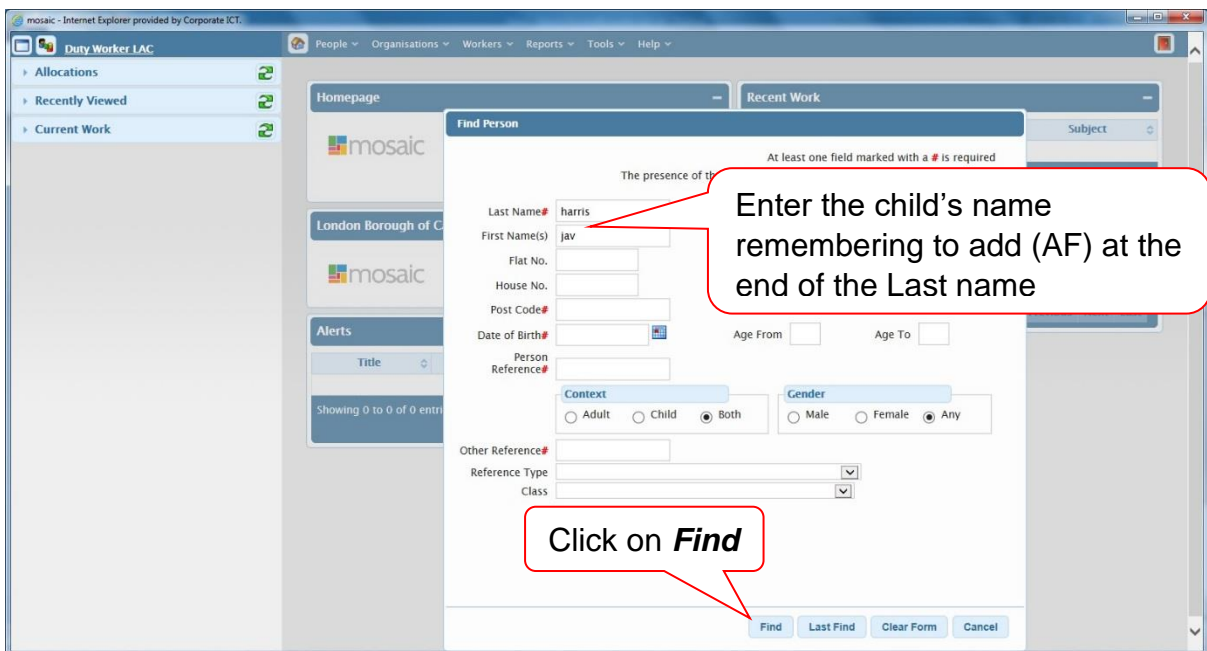 mosaic - Internet Explorer provided by Corporate ICT.
Duty Worker LAC
People Organisations Workers Reports Tools Help
Allocations
Recently Viewed
Current Work
Homepage
Recent Work
mosaic
Subject
Find Person
At least one field marked with a # is required
The presence of th
Enter the child’s name
remembering to add (AF) at the
end of the Last name
Last Name# harris
First Name(s) jav
Flat No.
House No.
Post Code#
Date of Birth# Age From Age To
Person
Reference#
London Borough of C
mosaic
Alerts
Title
Showing 0 to 0 of 0 entri
Context Gender
Adult Child Both Male Female Any
Other Reference#
Reference Type
Class
Click on Find
Find Last Find Clear Form Cancel